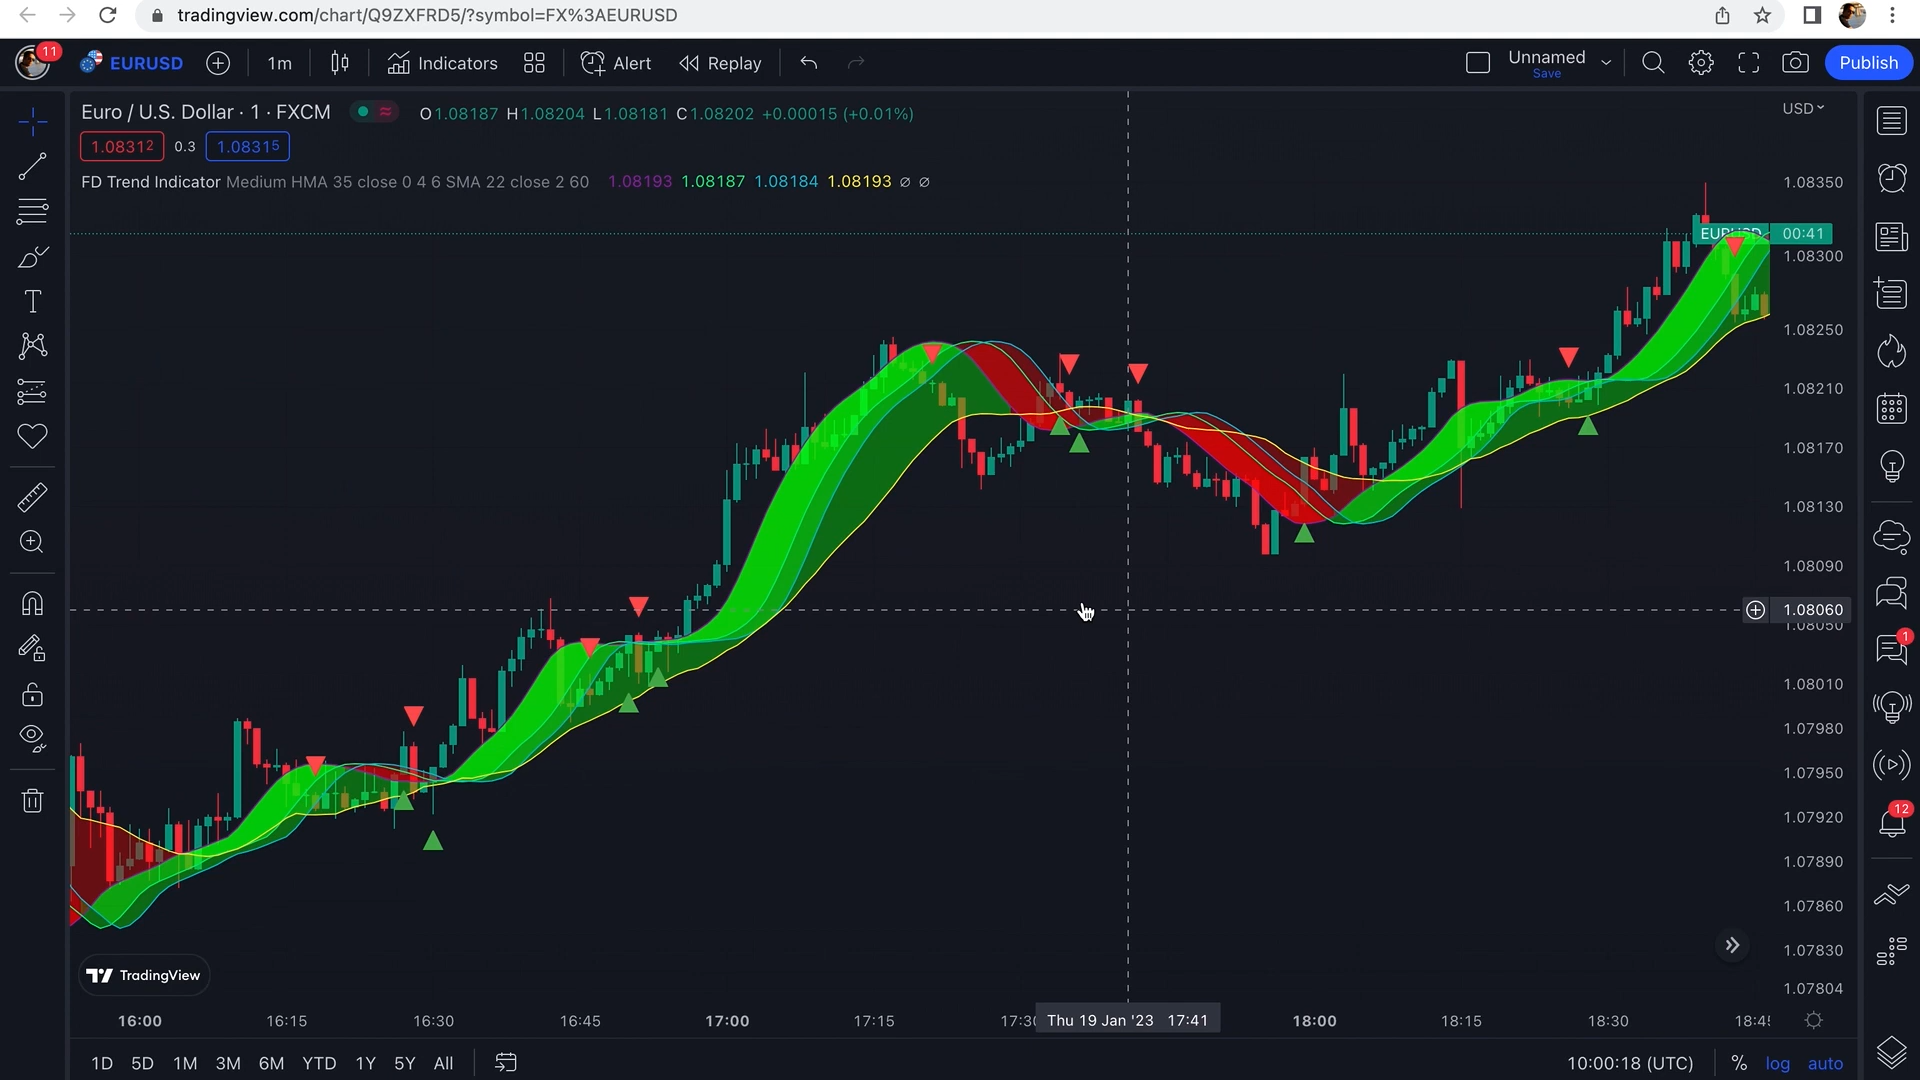 tradingview.com/chart/Q9ZXFRD5/?symbol=FX%3AEURUSD
11 EURUSD 1m Indicators Alert Replay Unnamed Save Publish
Euro / U.S. Dollar · 1 · FXCM O1.08187 H1.08204 L1.08181 C1.08202 +0.00015 (+0.01%) USD
1.08312 0.3 1.08315
FD Trend Indicator Medium HMA 35 close 0 4 6 SMA 22 close 2 60 1.08193 1.08187 1.08184 1.08193 ∅ ∅
1.08350
EURUSD 00:41
1.08300
1.08250
1.08210
1.08170
1.08130
1.08090
1.08060
1.08050
1
1.08010
1.07980
1.07950
12
1.07920
1.07890
1.07860
1.07830
TradingView
1.07804
16:00 16:15 16:30 16:45 17:00 17:15 17:30 Thu 19 Jan '23 17:41 18:00 18:15 18:30 18:45
1D 5D 1M 3M 6M YTD 1Y 5Y All 10:00:18 (UTC) % log auto